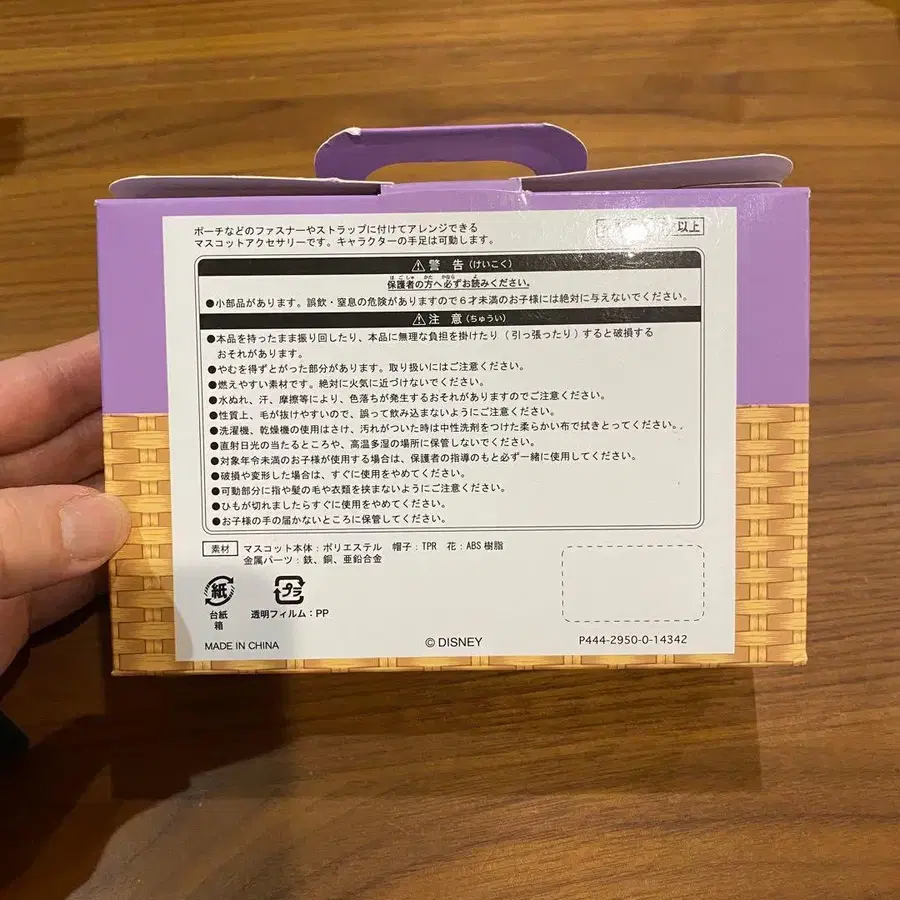 ポーチなどのファスナーやストラップに付けてアレンジできる
マスコットアクセサリーです。キャラクターの手足は可動します。
以上
⚠警 告(けいこく)
保護者の方へ必ずお読みください。
●小部品があります。誤飲・窒息の危険がありますので6才未満のお子様には絶対に与えないでください。
⚠注 意(ちゅうい)
●本品を持ったまま振り回したり、本品に無理な負担を掛けたり(引っ張ったり)すると破損する
おそれがあります。
●やむを得ずとがった部分があります。取り扱いにはご注意ください。
●燃えやすい素材です。絶対に火気に近づけないでください。
●水ぬれ、汗、摩擦等により、色落ちが発生するおそれがありますのでご注意ください。
●性質上、毛が抜けやすいので、誤って飲み込まないようにご注意ください。
●洗濯機、乾燥機の使用はさけ、汚れがついた時は中性洗剤をつけた柔らかい布で拭きとってください。
●直射日光の当たるところや、高温多湿の場所に保管しないでください。
●対象年令未満のお子様が使用する場合は、保護者の指導のもと必ず一緒に使用してください。
●破損や変形した場合は、すぐに使用をやめてください。
●可動部分に指や髪の毛や衣類を挟まないようにご注意ください。
●ひもが切れましたらすぐに使用をやめてください。
●お子様の手の届かないところに保管してください。
素材 マスコット本体:ポリエステル 帽子:TPR 花:ABS樹脂
金属パーツ:鉄、銅、亜鉛合金
紙 プラ
台紙 透明フィルム:PP
箱
MADE IN CHINA © DISNEY P444-2950-0-14342